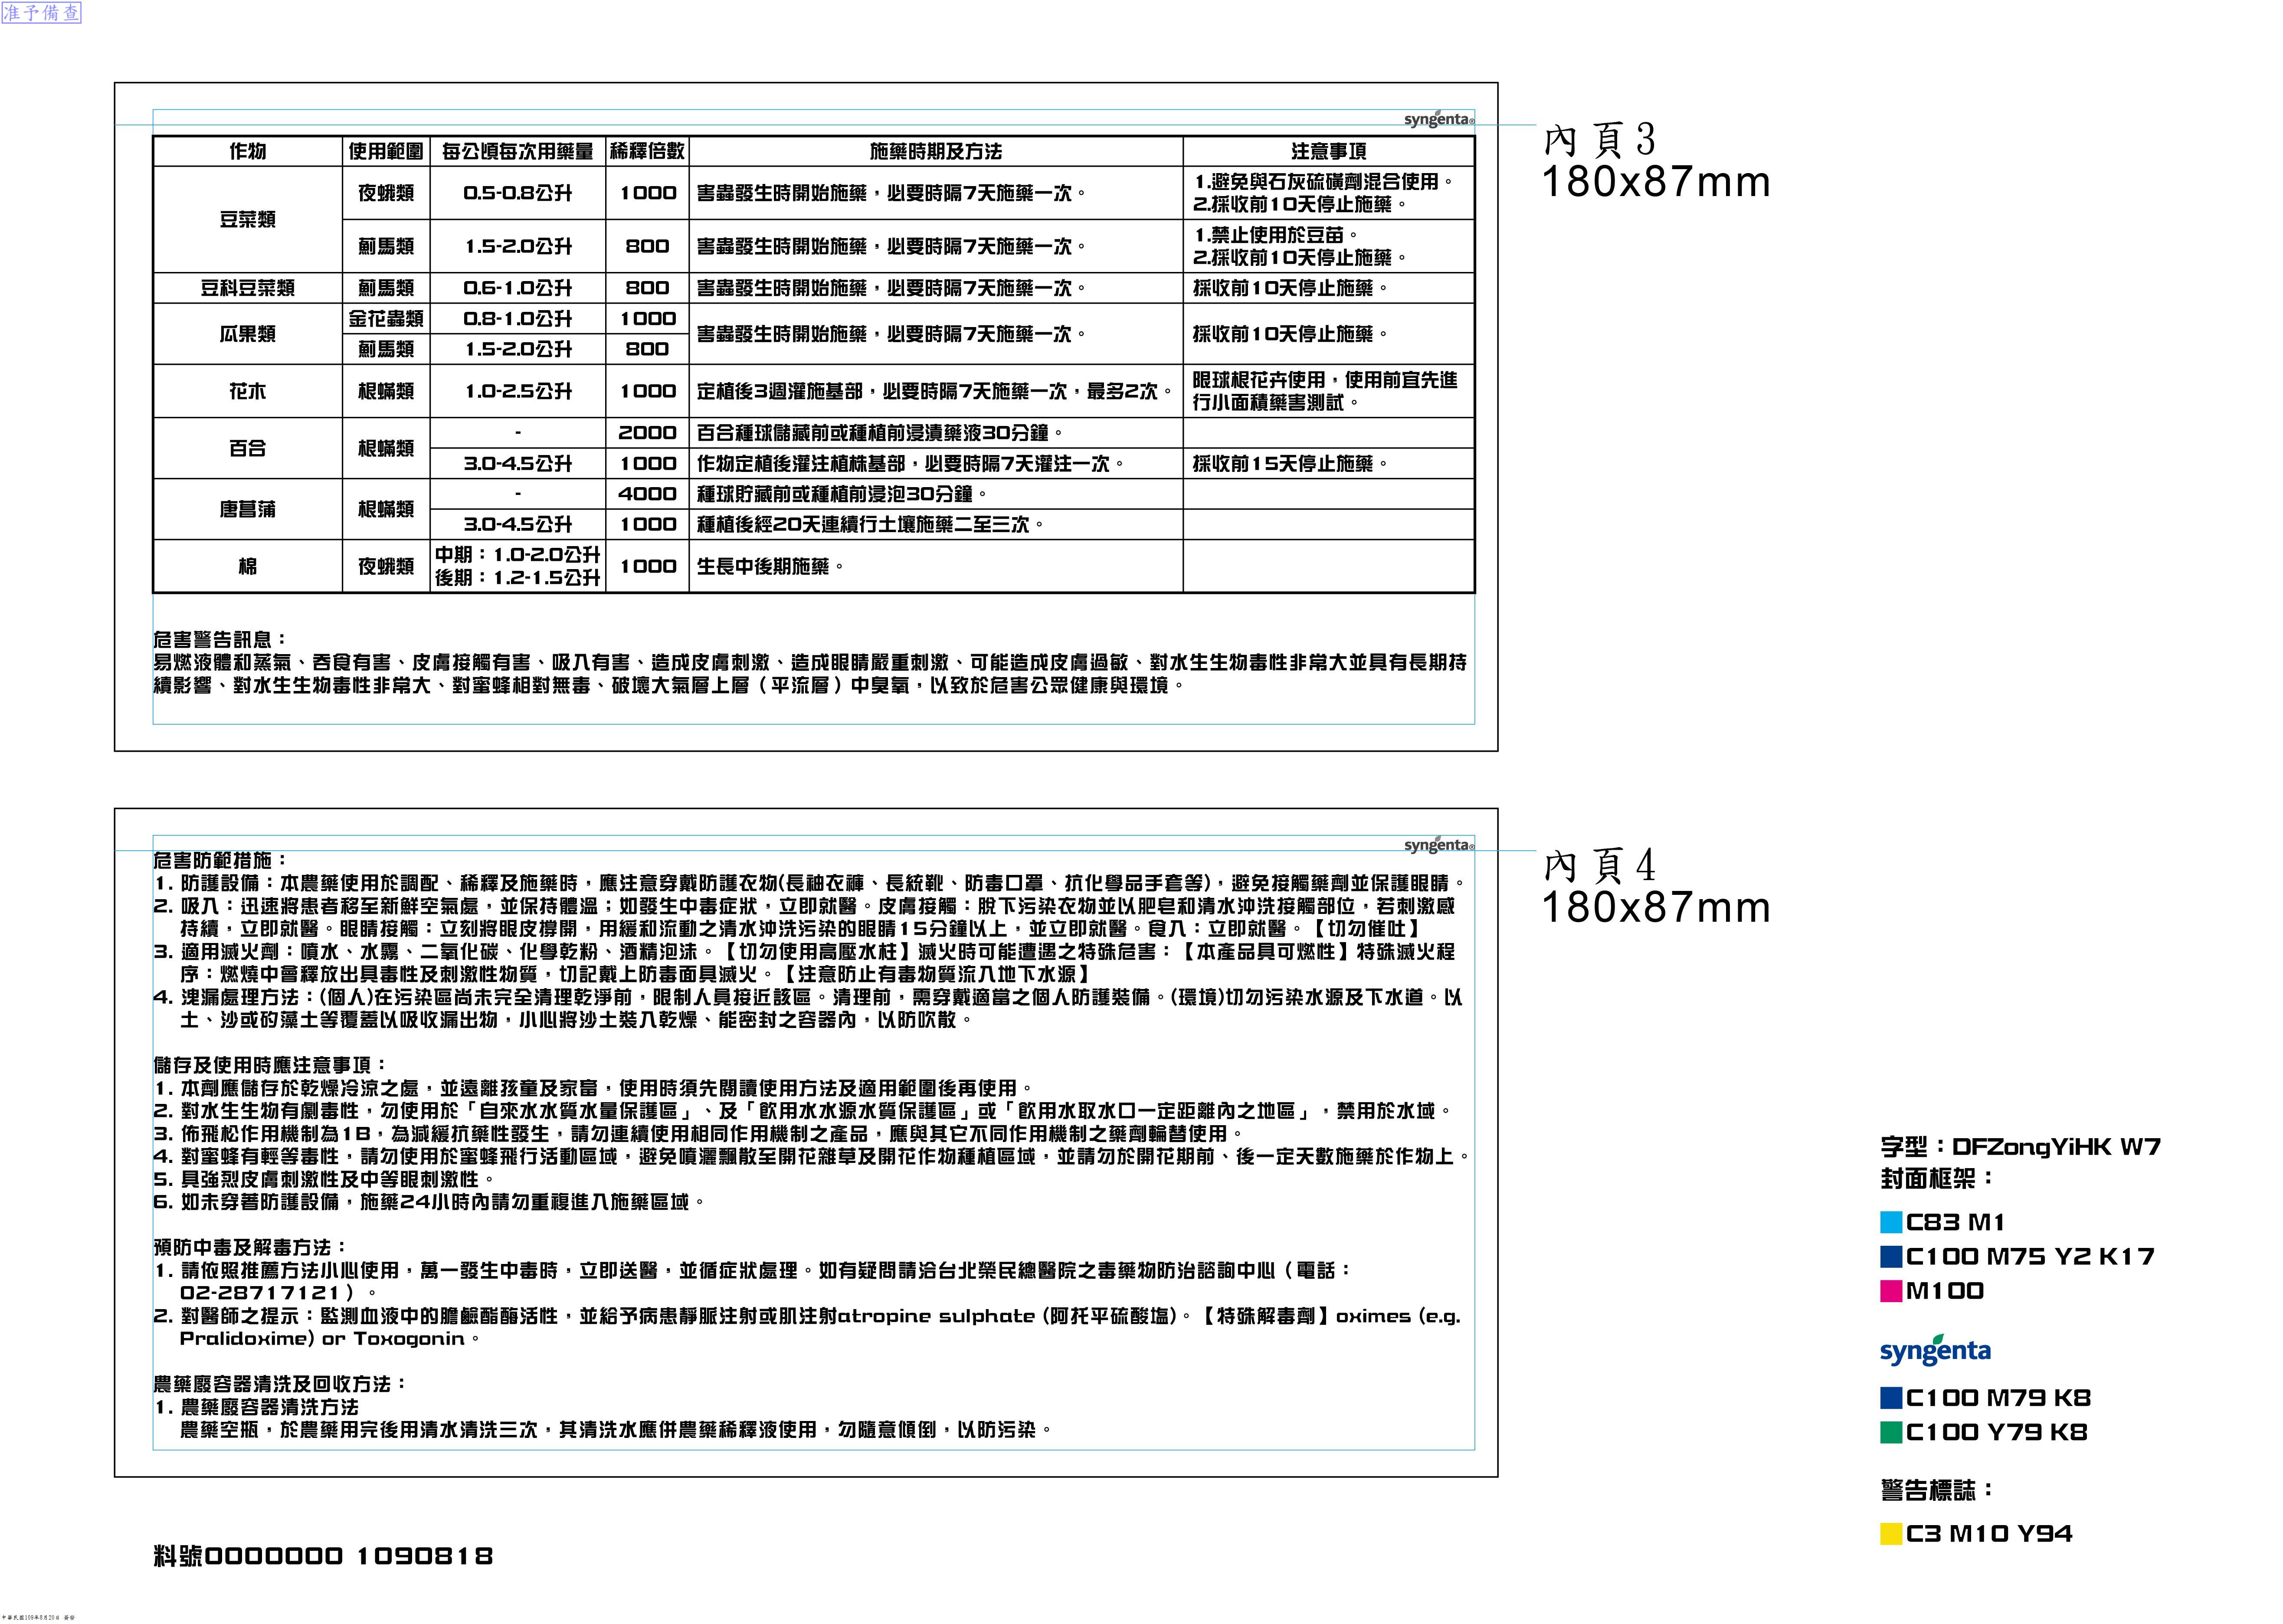 准予備查
syngenta
內頁3
180x87mm
作物 使用範圍 每公頃每次用藥量 稀釋倍數 施藥時期及方法 注意事項
豆菜類 夜蛾類 0.5-0.8公升 1000 害蟲發生時開始施藥，必要時隔7天施藥一次。 1.避免與石灰硫磺劑混合使用。
2.採收前10天停止施藥。
薊馬類 1.5-2.0公升 800 害蟲發生時開始施藥，必要時隔7天施藥一次。 1.禁止使用於豆苗。
2.採收前10天停止施藥。
豆科豆菜類 薊馬類 0.6-1.0公升 800 害蟲發生時開始施藥，必要時隔7天施藥一次。 採收前10天停止施藥。
瓜果類 金花蟲類 0.8-1.0公升 1000 害蟲發生時開始施藥，必要時隔7天施藥一次。 採收前10天停止施藥。
薊馬類 1.5-2.0公升 800
花木 根蟎類 1.0-2.5公升 1000 定植後3週灌施基部，必要時隔7天施藥一次，最多2次。 限球根花卉使用，使用前宜先進
行小面積藥害測試。
百合 根蟎類 - 2000 百合種球儲藏前或種植前浸漬藥液30分鐘。
3.0-4.5公升 1000 作物定植後灌注植株基部，必要時隔7天灌注一次。 採收前15天停止施藥。
唐菖蒲 根蟎類 - 4000 種球貯藏前或種植前浸泡30分鐘。
3.0-4.5公升 1000 種植後經20天連續行土壤施藥二至三次。
棉 夜蛾類 中期：1.0-2.0公升 1000 生長中後期施藥。
後期：1.2-1.5公升
危害警告訊息：
易燃液體和蒸氣、吞食有害、皮膚接觸有害、吸入有害、造成皮膚刺激、造成眼睛嚴重刺激、可能造成皮膚過敏、對水生生物毒性非常大並具有長期持
續影響、對水生生物毒性非常大、對蜜蜂相對無毒、破壞大氣層上層（平流層）中臭氧，以致於危害公眾健康與環境。
syngenta
內頁4
180x87mm
危害防範措施：
1. 防護設備：本農藥使用於調配、稀釋及施藥時，應注意穿戴防護衣物(長袖衣褲、長統靴、防毒口罩、抗化學品手套等)，避免接觸藥劑並保護眼睛。
2. 吸入：迅速將患者移至新鮮空氣處，並保持體溫；如發生中毒症狀，立即就醫。皮膚接觸：脫下污染衣物並以肥皂和清水沖洗接觸部位，若刺激感
持續，立即就醫。眼睛接觸：立刻將眼皮撐開，用緩和流動之清水沖洗污染的眼睛15分鐘以上，並立即就醫。食入：立即就醫。【切勿催吐】
3. 適用滅火劑：噴水、水霧、二氧化碳、化學乾粉、酒精泡沫。【切勿使用高壓水柱】滅火時可能遭遇之特殊危害：【本產品具可燃性】特殊滅火程
序：燃燒中會釋放出具毒性及刺激性物質，切記戴上防毒面具滅火。【注意防止有毒物質流入地下水源】
4. 洩漏處理方法：(個人)在污染區尚未完全清理乾淨前，限制人員接近該區。清理前，需穿戴適當之個人防護裝備。(環境)切勿污染水源及下水道。以
土、沙或矽藻土等覆蓋以吸收漏出物，小心將沙土裝入乾燥、能密封之容器內，以防吹散。
儲存及使用時應注意事項：
1. 本劑應儲存於乾燥冷涼之處，並遠離孩童及家畜，使用時須先閱讀使用方法及適用範圍後再使用。
2. 對水生生物有劇毒性，勿使用於「自來水水質水量保護區」、及「飲用水水源水質保護區」或「飲用水取水口一定距離內之地區」，禁用於水域。
3. 佈飛松作用機制為1B，為減緩抗藥性發生，請勿連續使用相同作用機制之產品，應與其它不同作用機制之藥劑輪替使用。
4. 對蜜蜂有輕等毒性，請勿使用於蜜蜂飛行活動區域，避免噴灑飄散至開花雜草及開花作物種植區域，並請勿於開花期前、後一定天數施藥於作物上。
5. 具強烈皮膚刺激性及中等眼刺激性。
6. 如未穿著防護設備，施藥24小時內請勿重複進入施藥區域。
預防中毒及解毒方法：
1. 請依照推薦方法小心使用，萬一發生中毒時，立即送醫，並循症狀處理。如有疑問請洽台北榮民總醫院之毒藥物防治諮詢中心（電話：
02-28717121）。
2. 對醫師之提示：監測血液中的膽鹼酯酶活性，並給予病患靜脈注射或肌注射atropine sulphate (阿托平硫酸塩)。【特殊解毒劑】oximes (e.g.
Pralidoxime) or Toxogonin。
農藥廢容器清洗及回收方法：
1. 農藥廢容器清洗方法
農藥空瓶，於農藥用完後用清水清洗三次，其清洗水應併農藥稀釋液使用，勿隨意傾倒，以防污染。
字型：DFZongYiHK W7
封面框架：
C83 M1
C100 M75 Y2 K17
M100
syngenta
C100 M79 K8
C100 Y79 K8
警告標誌：
C3 M10 Y94
料號0000000 1090818
中華民國109年8月20日